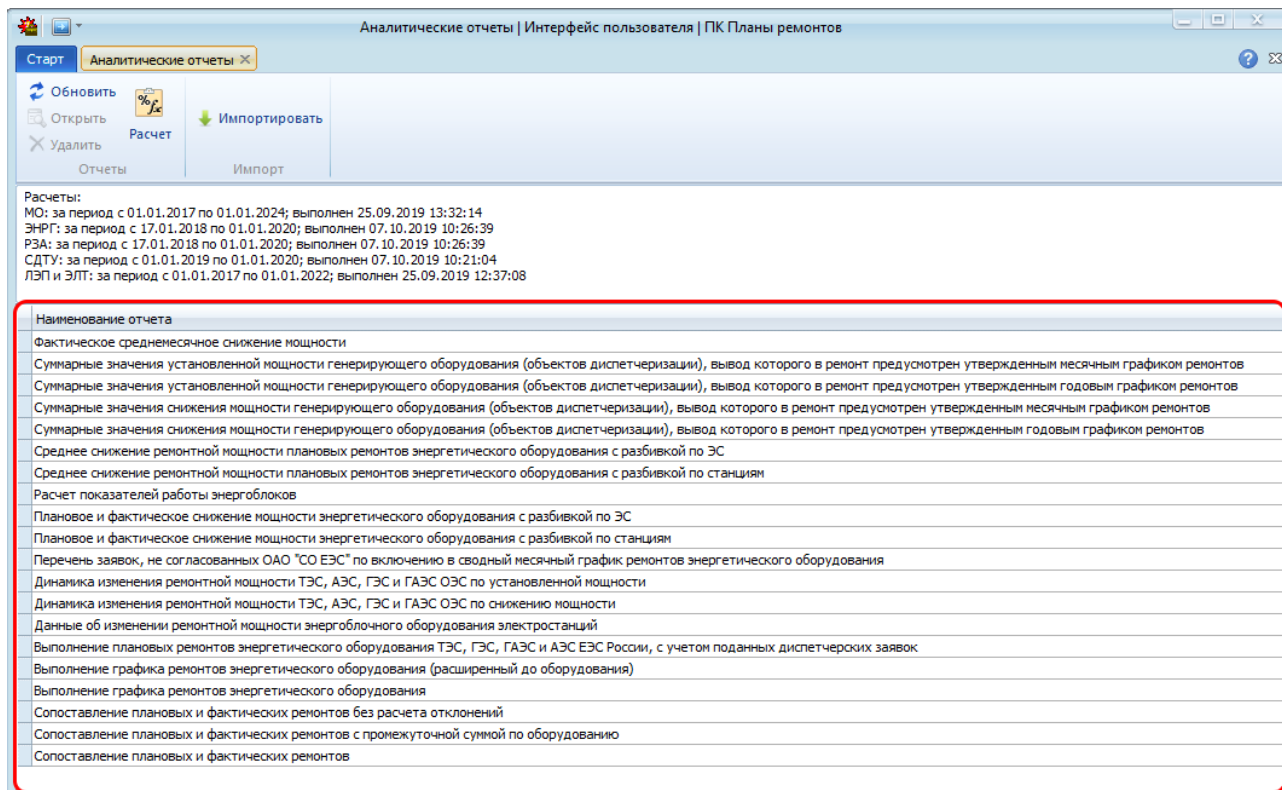 Аналитические отчеты | Интерфейс пользователя | ПК Планы ремонтов
Старт
Аналитические отчеты
Обновить
Открыть
Удалить
Расчет
Импортировать
Отчеты
Импорт
Расчеты:
МО: за период с 01.01.2017 по 01.01.2024; выполнен 25.09.2019 13:32:14
ЭНРГ: за период с 17.01.2018 по 01.01.2020; выполнен 07.10.2019 10:26:39
РЗА: за период с 17.01.2018 по 01.01.2020; выполнен 07.10.2019 10:26:39
СДТУ: за период с 01.01.2019 по 01.01.2020; выполнен 07.10.2019 10:21:04
ЛЭП и ЭЛТ: за период с 01.01.2017 по 01.01.2022; выполнен 25.09.2019 12:37:08
Наименование отчета
Фактическое среднемесячное снижение мощности
Суммарные значения установленной мощности генерирующего оборудования (объектов диспетчеризации), вывод которого в ремонт предусмотрен утвержденным месячным графиком ремонтов
Суммарные значения установленной мощности генерирующего оборудования (объектов диспетчеризации), вывод которого в ремонт предусмотрен утвержденным годовым графиком ремонтов
Суммарные значения снижения мощности генерирующего оборудования (объектов диспетчеризации), вывод которого в ремонт предусмотрен утвержденным месячным графиком ремонтов
Суммарные значения снижения мощности генерирующего оборудования (объектов диспетчеризации), вывод которого в ремонт предусмотрен утвержденным годовым графиком ремонтов
Среднее снижение ремонтной мощности плановых ремонтов энергетического оборудования с разбивкой по ЭС
Среднее снижение ремонтной мощности плановых ремонтов энергетического оборудования с разбивкой по станциям
Расчет показателей работы энергоблоков
Плановое и фактическое снижение мощности энергетического оборудования с разбивкой по ЭС
Плановое и фактическое снижение мощности энергетического оборудования с разбивкой по станциям
Перечень заявок, не согласованных ОАО "СО ЕЭС" по включению в сводный месячный график ремонтов энергетического оборудования
Динамика изменения ремонтной мощности ТЭС, АЭС, ГЭС и ГАЭС ОЭС по установленной мощности
Динамика изменения ремонтной мощности ТЭС, АЭС, ГЭС и ГАЭС ОЭС по снижению мощности
Данные об изменении ремонтной мощности энергоблочного оборудования электростанций
Выполнение плановых ремонтов энергетического оборудования ТЭС, ГЭС, ГАЭС и АЭС ЕЭС России, с учетом поданных диспетчерских заявок
Выполнение графика ремонтов энергетического оборудования (расширенный до оборудования)
Выполнение графика ремонтов энергетического оборудования
Сопоставление плановых и фактических ремонтов без расчета отклонений
Сопоставление плановых и фактических ремонтов с промежуточной суммой по оборудованию
Сопоставление плановых и фактических ремонтов